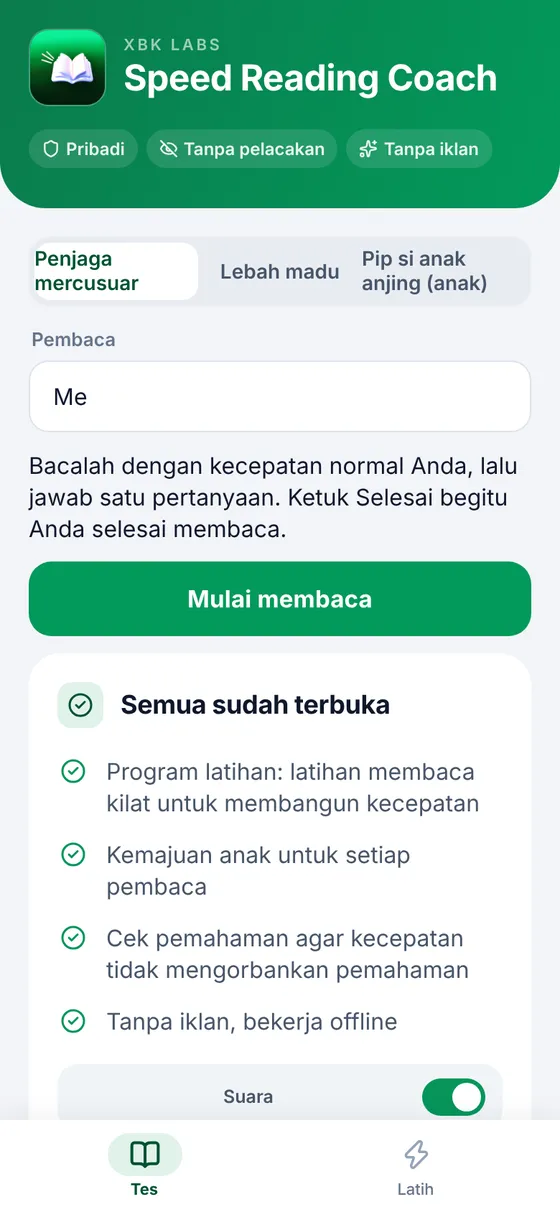 XBK LABS
Speed Reading Coach
Pribadi
Tanpa pelacakan
Tanpa iklan
Penjaga
mercusuar
Lebah madu
Pip si anak
anjing (anak)
Pembaca
Me
Bacalah dengan kecepatan normal Anda, lalu
jawab satu pertanyaan. Ketuk Selesai begitu
Anda selesai membaca.
Mulai membaca
Semua sudah terbuka
Program latihan: latihan membaca
kilat untuk membangun kecepatan
Kemajuan anak untuk setiap
pembaca
Cek pemahaman agar kecepatan
tidak mengorbankan pemahaman
Tanpa iklan, bekerja offline
Suara
Tes
Latih